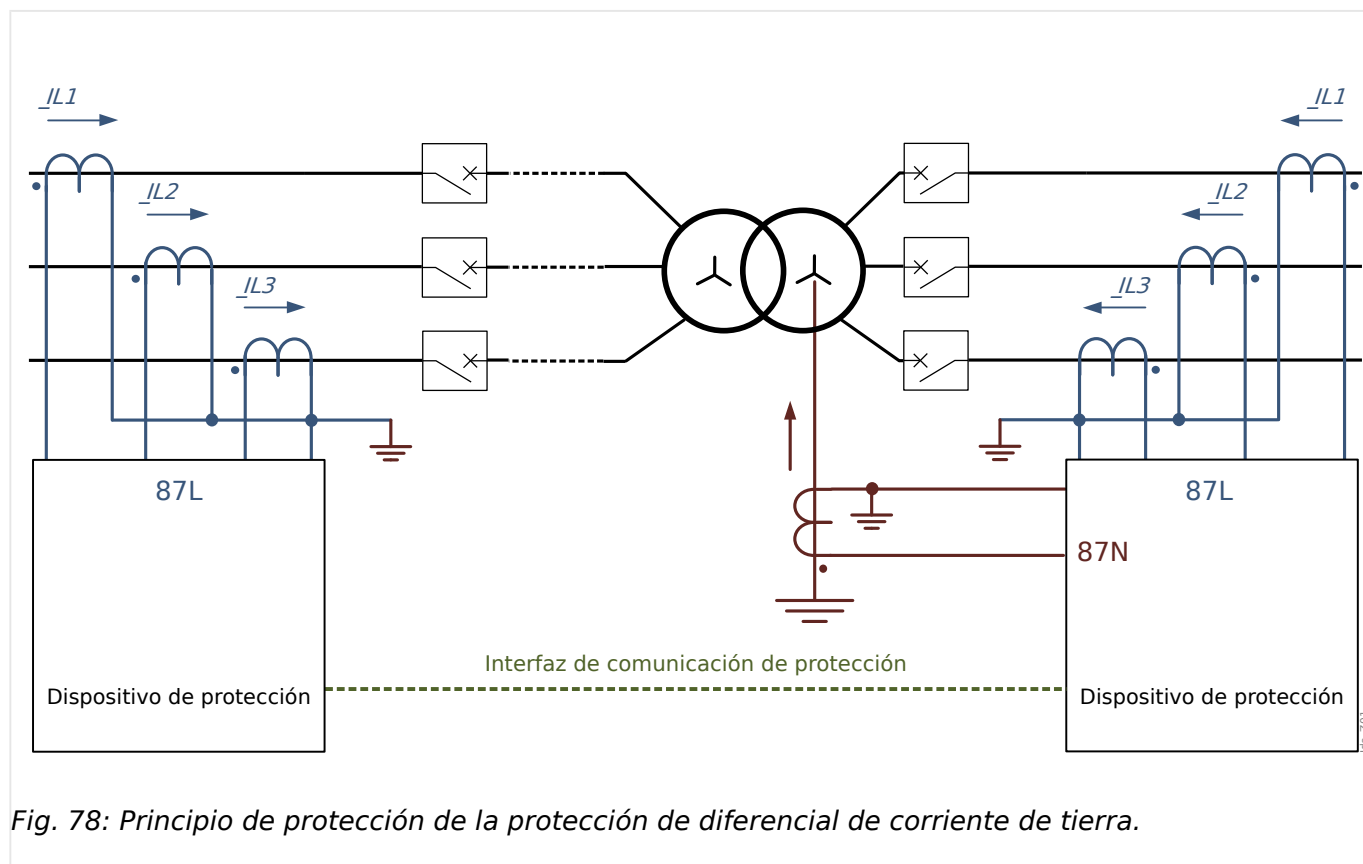 _IL1
_IL1
_IL2
_IL2
_IL3
_IL3
87L
87L
87N
Interfaz de comunicación de protección
Dispositivo de protección
Dispositivo de protección
Fig. 78: Principio de protección de la protección de diferencial de corriente de tierra.